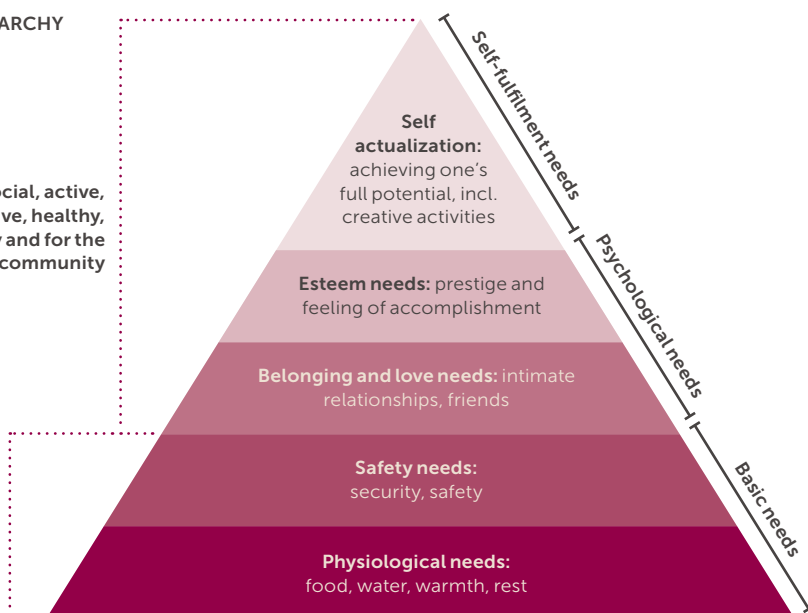 ARCHY
Self
actualization:
achieving one's
full potential, incl.
creative activities
Self-fulfilment needs
cial, active,
ve, healthy,
y and for the
community
Esteem needs: prestige and
feeling of accomplishment
Psychological needs
Belonging and love needs: intimate
relationships, friends
Safety needs:
security, safety
Basic needs
Physiological needs:
food, water, warmth, rest